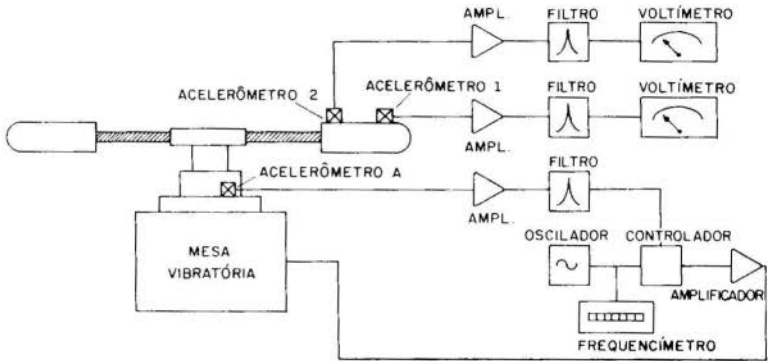 AMPL.
FILTRO
VOLTÍMETRO
ACELERÔMETRO 2
ACELERÔMETRO 1
VOLTÍMETRO
AMPL.
FILTRO
FILTRO
ACELERÔMETRO A
AMPL.
OSCILADOR
CONTROLADOR
MESA
VIBRATÓRIA
AMPLIFICADOR
FREQUENCÍMETRO